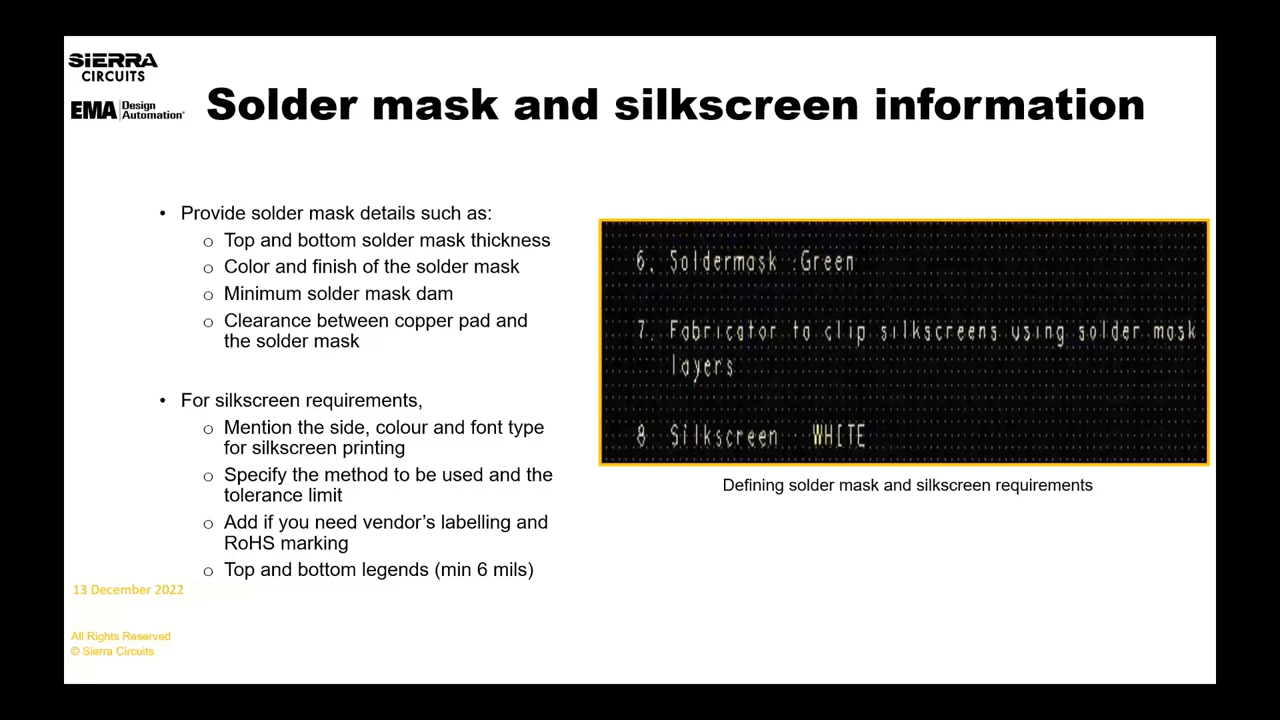 SIERRA
CIRCUITS
EMA Design
Automation®
Solder mask and silkscreen information
• Provide solder mask details such as:
o Top and bottom solder mask thickness
o Color and finish of the solder mask
o Minimum solder mask dam
o Clearance between copper pad and
the solder mask
• For silkscreen requirements,
o Mention the side, colour and font type
for silkscreen printing
o Specify the method to be used and the
tolerance limit
o Add if you need vendor's labelling and
RoHS marking
o Top and bottom legends (min 6 mils)
6. Soldermask :Green
7. Fabricator to clip silkscreens using solder mask
layers
8 Silkscreen WHITE
Defining solder mask and silkscreen requirements
13 December 2022
All Rights Reserved
© Sierra Circuits